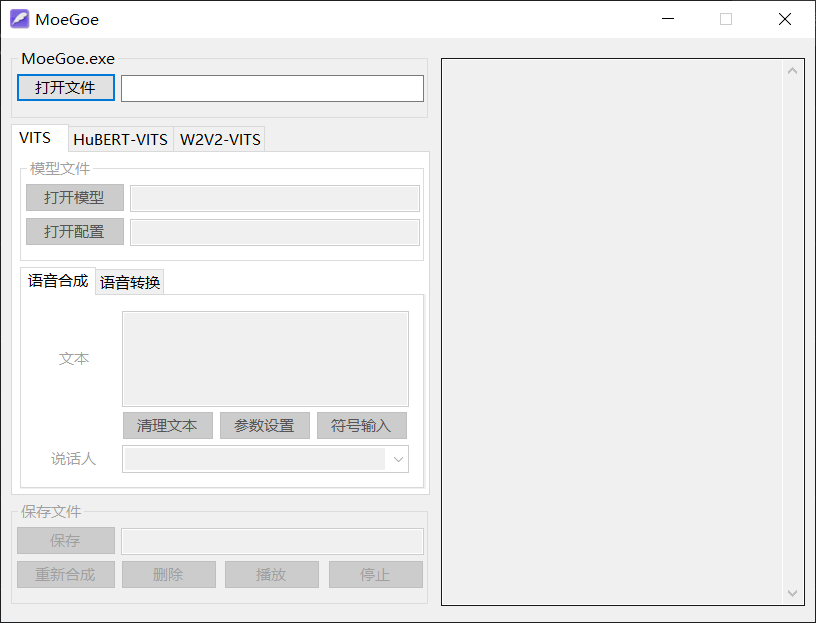 MoeGoe
MoeGoe.exe
打开文件
VITS HuBERT-VITS W2V2-VITS
模型文件
打开模型
打开配置
语音合成 语音转换
文本
清理文本 参数设置 符号输入
说话人
保存文件
保存
重新合成 删除 播放 停止